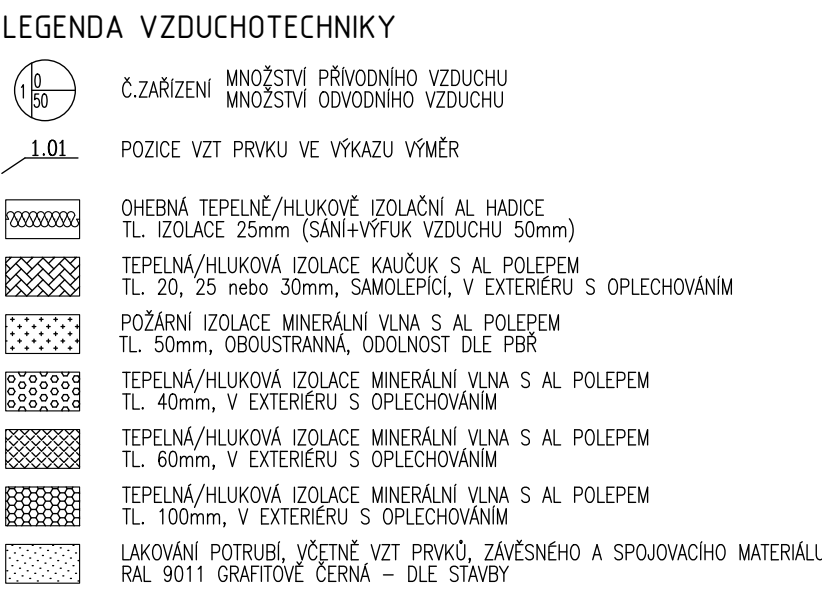 LEGENDA VZDUCHOTECHNIKY
1 0 50
Č.ZAŘÍZENÍ MNOŽSTVÍ PŘÍVODNÍHO VZDUCHU
MNOŽSTVÍ ODVODNÍHO VZDUCHU
1.01 POZICE VZT PRVKU VE VÝKAZU VÝMĚR
OHEBNÁ TEPELNĚ/HLUKOVĚ IZOLAČNÍ AL HADICE
TL. IZOLACE 25mm (SÁNÍ+VÝFUK VZDUCHU 50mm)
TEPELNÁ/HLUKOVÁ IZOLACE KAUČUK S AL POLEPEM
TL. 20, 25 nebo 30mm, SAMOLEPÍCÍ, V EXTERIÉRU S OPLECHOVÁNÍM
POŽÁRNÍ IZOLACE MINERÁLNÍ VLNA S AL POLEPEM
TL. 50mm, OBOUSTRANNÁ, ODOLNOST DLE PBŘ
TEPELNÁ/HLUKOVÁ IZOLACE MINERÁLNÍ VLNA S AL POLEPEM
TL. 40mm, V EXTERIÉRU S OPLECHOVÁNÍM
TEPELNÁ/HLUKOVÁ IZOLACE MINERÁLNÍ VLNA S AL POLEPEM
TL. 60mm, V EXTERIÉRU S OPLECHOVÁNÍM
TEPELNÁ/HLUKOVÁ IZOLACE MINERÁLNÍ VLNA S AL POLEPEM
TL. 100mm, V EXTERIÉRU S OPLECHOVÁNÍM
LAKOVÁNÍ POTRUBÍ, VČETNĚ VZT PRVKŮ, ZÁVĚSNÉHO A SPOJOVACÍHO MATERIÁLU
RAL 9011 GRAFITOVĚ ČERNÁ – DLE STAVBY